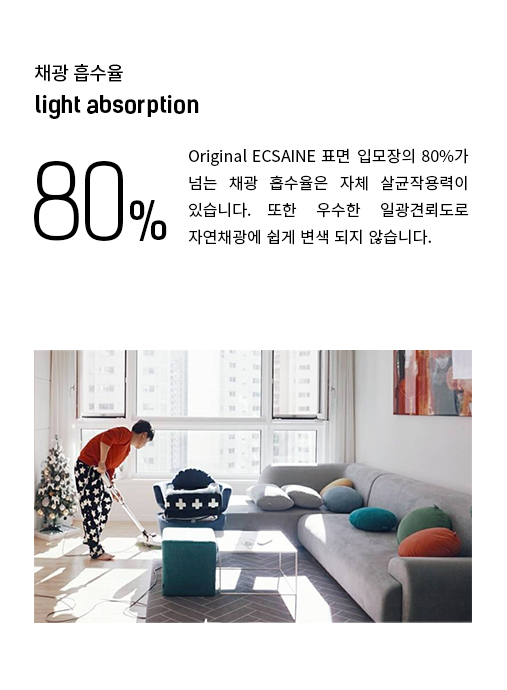 채광 흡수율
light absorption
80%
Original ECSAINE 표면 입모장의 80%가
넘는 채광 흡수율은 자체 살균작용력이
있습니다. 또한 우수한 일광견뢰도로
자연채광에 쉽게 변색 되지 않습니다.